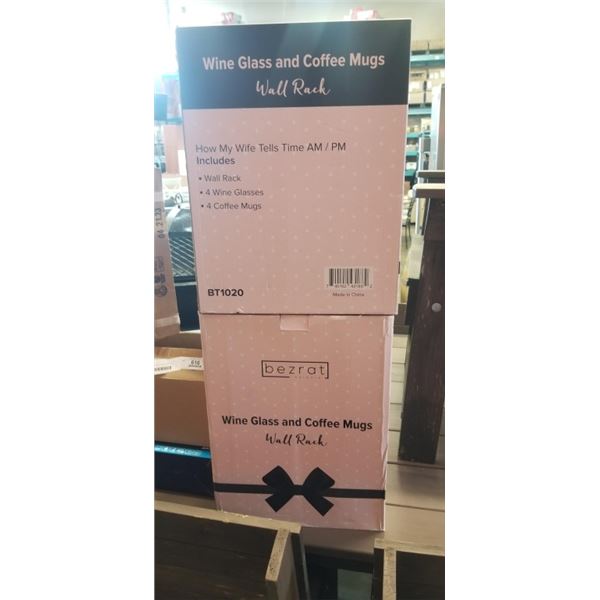 Wine Glass and Coffee Mugs
Wall Rack
How My Wife Tells Time AM / PM
Includes
• Wall Rack
• 4 Wine Glasses
• 4 Coffee Mugs
BT1020
Made in China
bezrat
Wine Glass and Coffee Mugs
Wall Rack
616